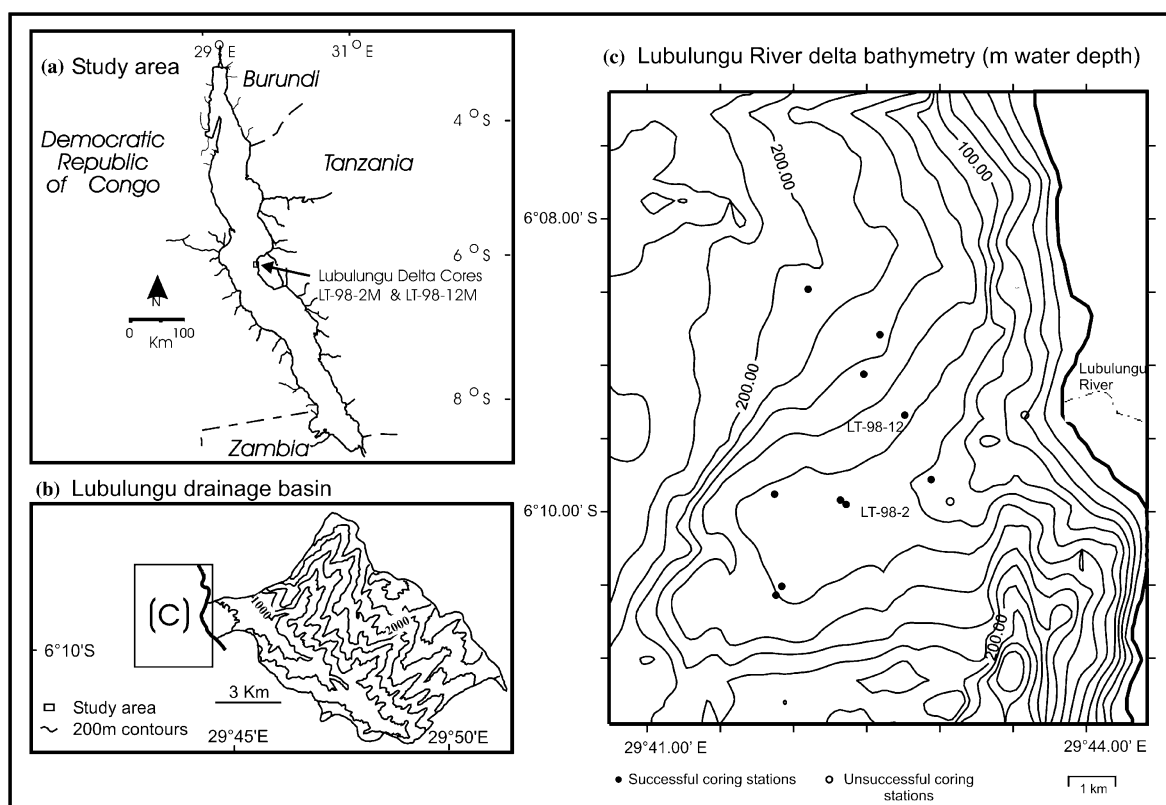 (a) Study area
29 O E
31 O E
Burundi
4 O S
Democratic
Republic
of Congo
Tanzania
6 O S
Lubulungu Delta Cores
LT-98-2M & LT-98-12M
N
0 100
Km
8 O S
Zambia
(b) Lubulungu drainage basin
(C)
1000
2000
6°10'S
3 Km
Study area
200m contours
29°45'E
29°50'E
(c) Lubulungu River delta bathymetry (m water depth)
200.00
100.00
6°08.00' S
200.00
Lubulungu
River
LT-98-12
6°10.00' S
LT-98-2
200.00
29°41.00' E
29°44.00' E
Successful coring stations
Unsuccessful coring
stations
1 km